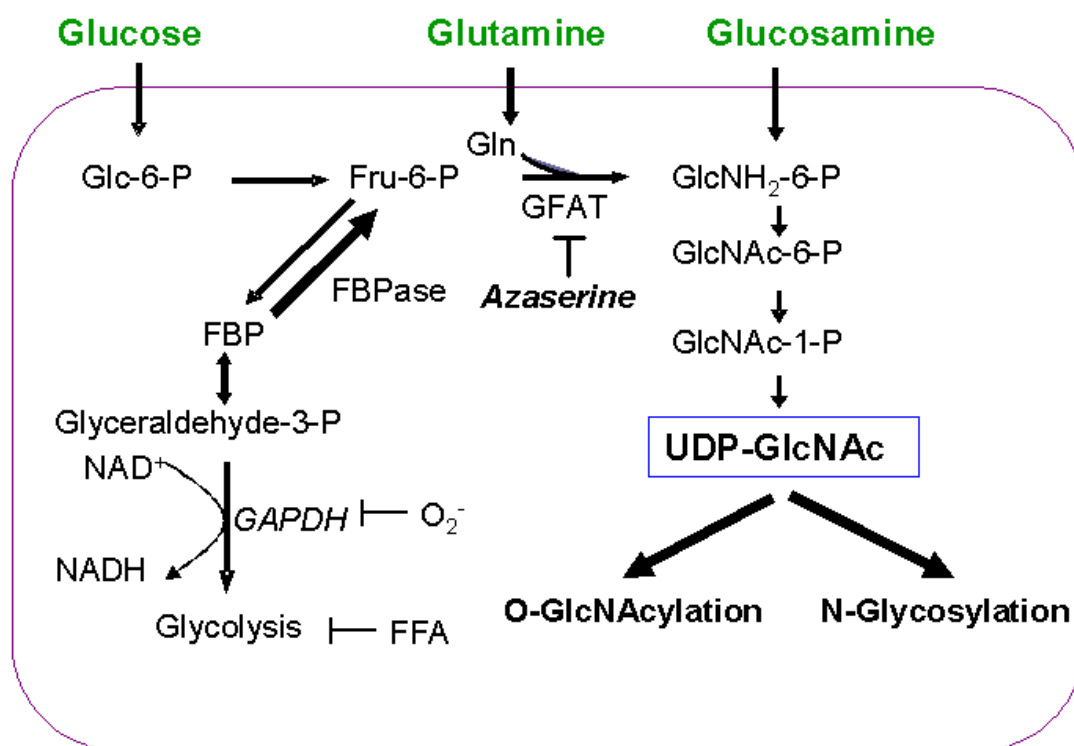 Glucose
Glutamine
Glucosamine
Gln
Glc-6-P
Fru-6-P
GlcNH₂-6-P
GFAT
GlcNAc-6-P
FBPase
Azaserine
FBP
GlcNAc-1-P
Glyceraldehyde-3-P
UDP-GlcNAc
NAD⁺
GAPDH
O₂⁻
NADH
O-GlcNAcylation
N-Glycosylation
Glycolysis
FFA